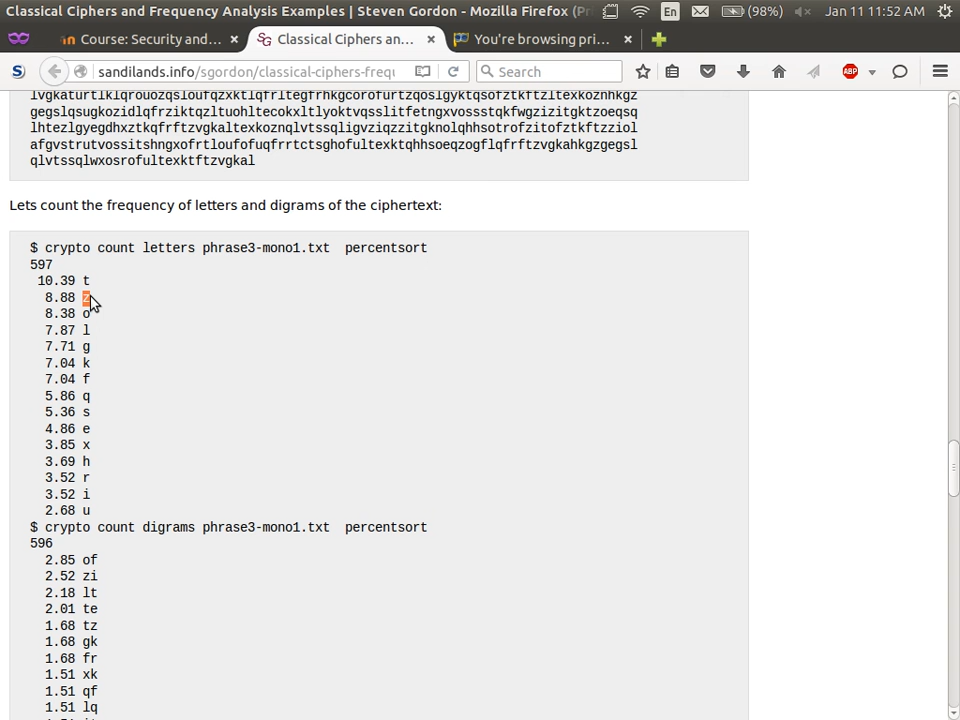 Classical Ciphers and Frequency Analysis Examples | Steven Gordon - Mozilla Firefox (Pr
En
(98%)
Jan 11 11:52 AM
Course: Security and...
Classical Ciphers an...
You're browsing pri...
sandilands.info/sgordon/classical-ciphers-frequ
Search
ABP
lvgkaturtlklqrouozqsloufqzxktlqfrltegfrhkgcorofurtzqoslgyktqsofztkftzltexkoznhkgz
gegslqsugkozidlqfrziktqzltuohltecokxltlyoktvqssslitfetngxvossstqkfwgzizitgktzoeqsq
lhtezlgyegdhxztkqfrftzvgkaltexkoznqlvtssqligvziqzzitgknolqhhsotrofzitofztkftzziol
afgvstrutvossitshngxofrtloufofuqfrrtctsghofultexktqhhsoeqzogflqfrftzvgkahkgzgegsl
qlvtssqlwxosrofultexktftzvgkal
Lets count the frequency of letters and digrams of the ciphertext:
$ crypto count letters phrase3-mono1.txt percentsort
597
10.39 t
8.88 z
8.38 o
7.87 l
7.71 g
7.04 k
7.04 f
5.86 q
5.36 s
4.86 e
3.85 x
3.69 h
3.52 r
3.52 i
2.68 u
$ crypto count digrams phrase3-mono1.txt percentsort
596
2.85 of
2.52 zi
2.18 lt
2.01 te
1.68 tz
1.68 gk
1.68 fr
1.51 xk
1.51 qf
1.51 lq